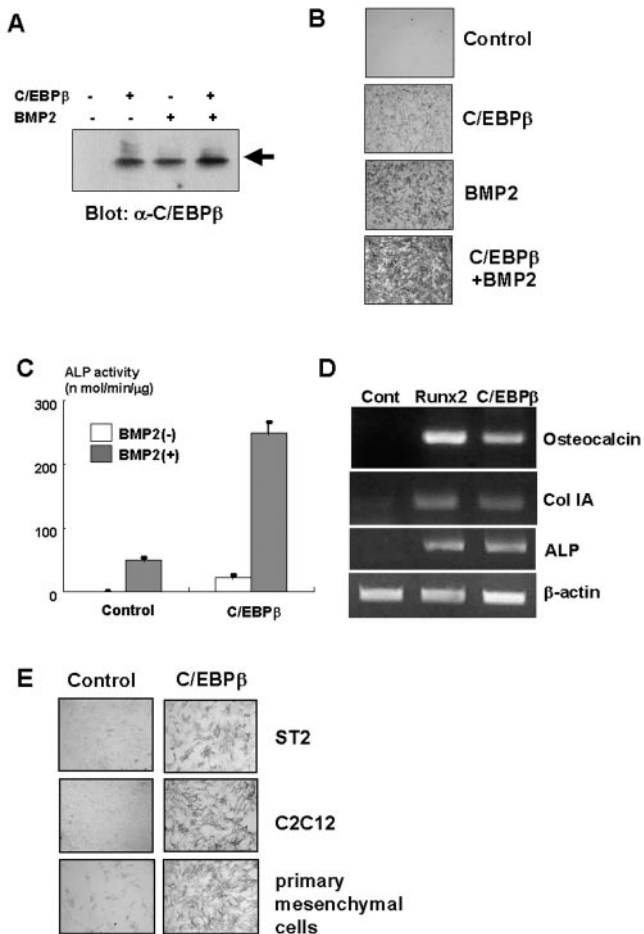 A
C/EBPβ - + - +
BMP2 - - + +
Blot: α-C/EBPβ
B
Control
C/EBPβ
BMP2
C/EBPβ
+BMP2
C
ALP activity
(n mol/min/μg)
300
200
100
0
BMP2(-)
BMP2(+)
Control C/EBPβ
D
Cont Runx2 C/EBPβ
Osteocalcin
Col IA
ALP
β-actin
E
Control C/EBPβ
ST2
C2C12
primary
mesenchymal
cells